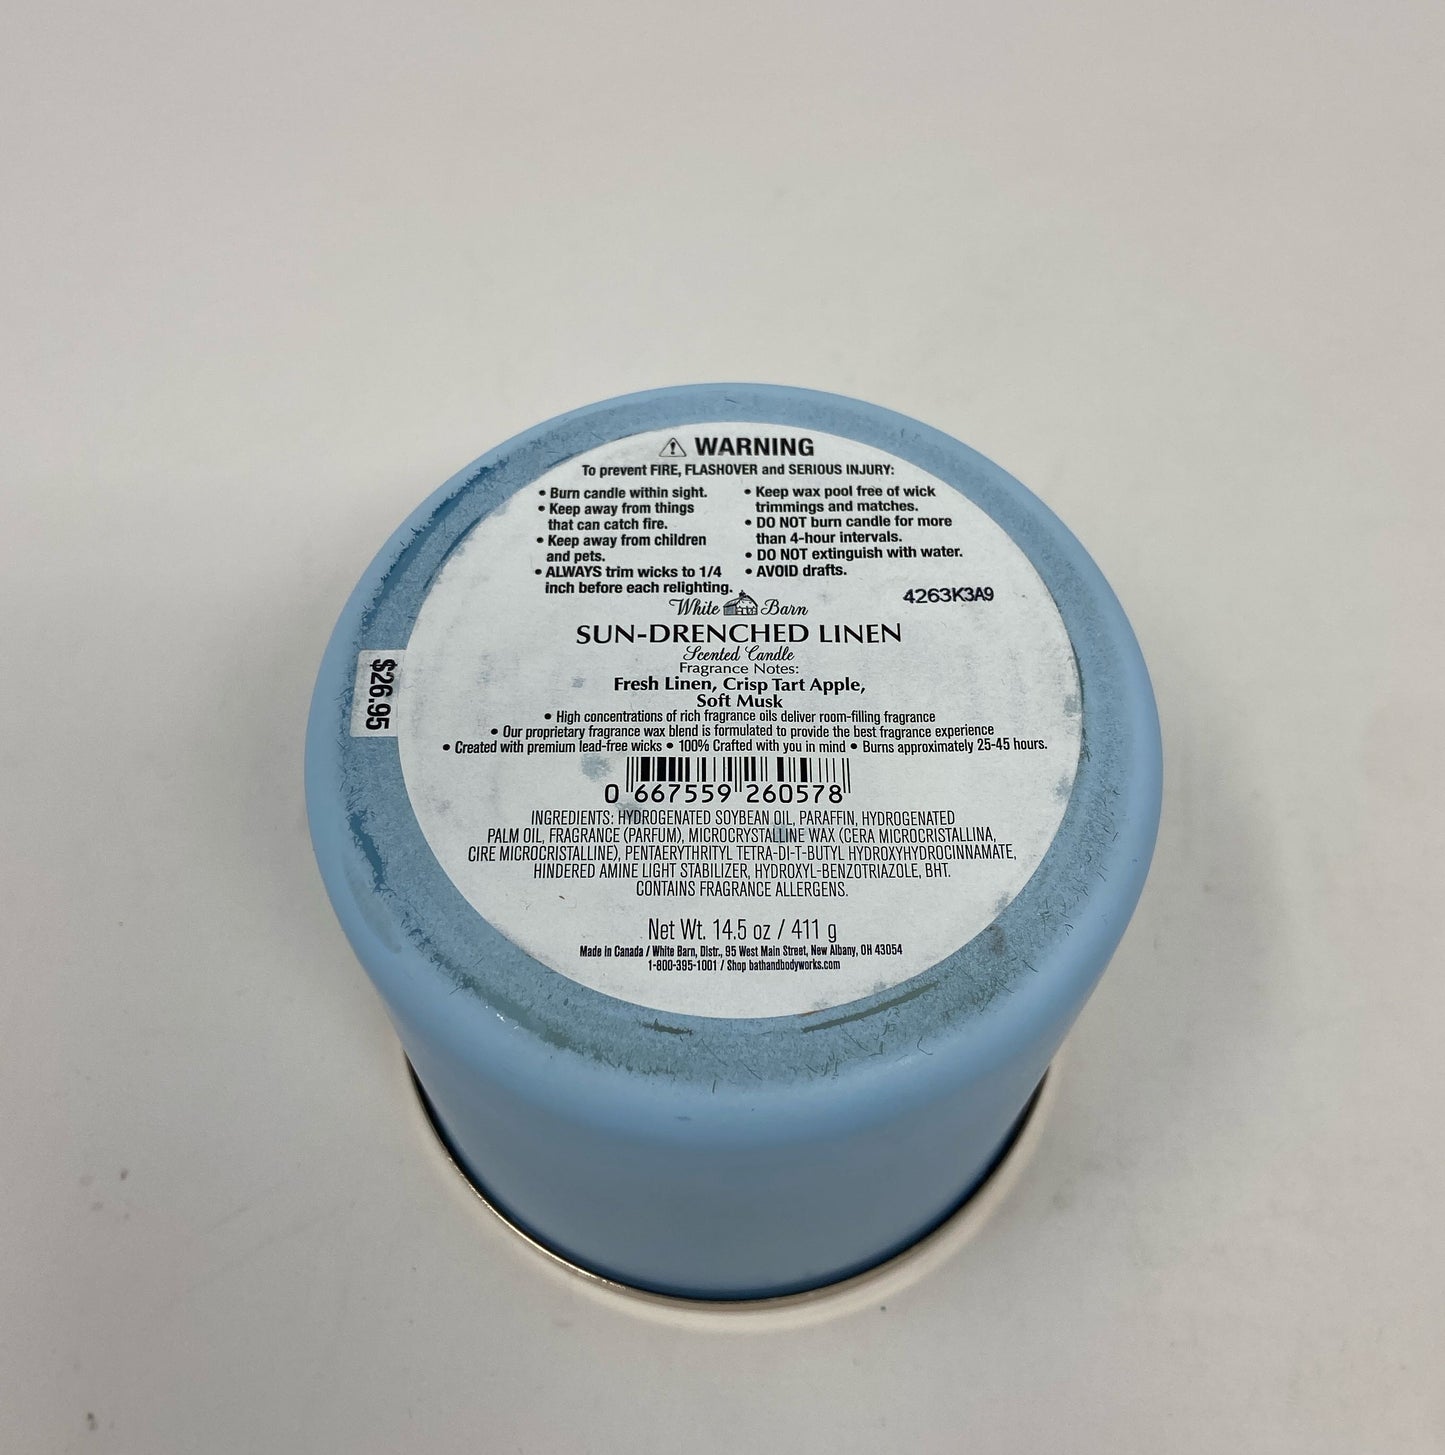 WARNING
To prevent FIRE, FLASHOVER and SERIOUS INJURY:
• Burn candle within sight.
• Keep away from things
that can catch fire.
• Keep away from children
and pets.
• ALWAYS trim wicks to 1/4
inch before each relighting.
• Keep wax pool free of wick
trimmings and matches.
• DO NOT burn candle for more
than 4-hour intervals.
• DO NOT extinguish with water.
• AVOID drafts.
4263K3A9
White Barn
SUN-DRENCHED LINEN
Scented Candle
Fragrance Notes:
Fresh Linen, Crisp Tart Apple,
Soft Musk
• High concentrations of rich fragrance oils deliver room-filling fragrance
• Our proprietary fragrance wax blend is formulated to provide the best fragrance experience
• Created with premium lead-free wicks • 100% Crafted with you in mind • Burns approximately 25-45 hours.
$26.95
0 667559 260578
INGREDIENTS: HYDROGENATED SOYBEAN OIL, PARAFFIN, HYDROGENATED
PALM OIL, FRAGRANCE (PARFUM), MICROCRYSTALLINE WAX (CERA MICROCRISTALLINA,
CIRE MICROCRISTALLINE), PENTAERYTHRITYL TETRA-DI-T-BUTYL HYDROXYHYDROCINNAMATE,
HINDERED AMINE LIGHT STABILIZER, HYDROXYL-BENZOTRIAZOLE, BHT.
CONTAINS FRAGRANCE ALLERGENS.
Net Wt. 14.5 oz / 411 g
Made in Canada / White Barn, Distr., 95 West Main Street, New Albany, OH 43054
1-800-395-1001 / Shop bathandbodyworks.com